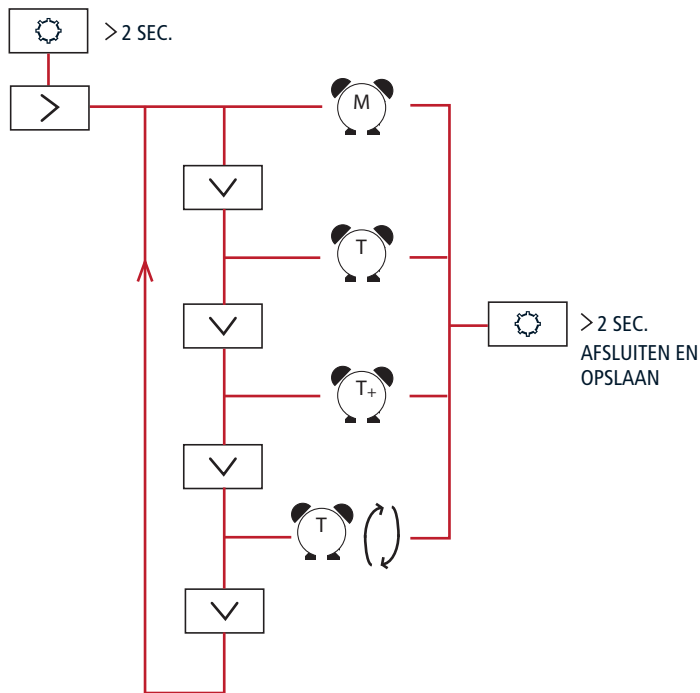 > 2 SEC.
M
T
> 2 SEC.
AFSLUITEN EN
OPSLAAN
T+
T